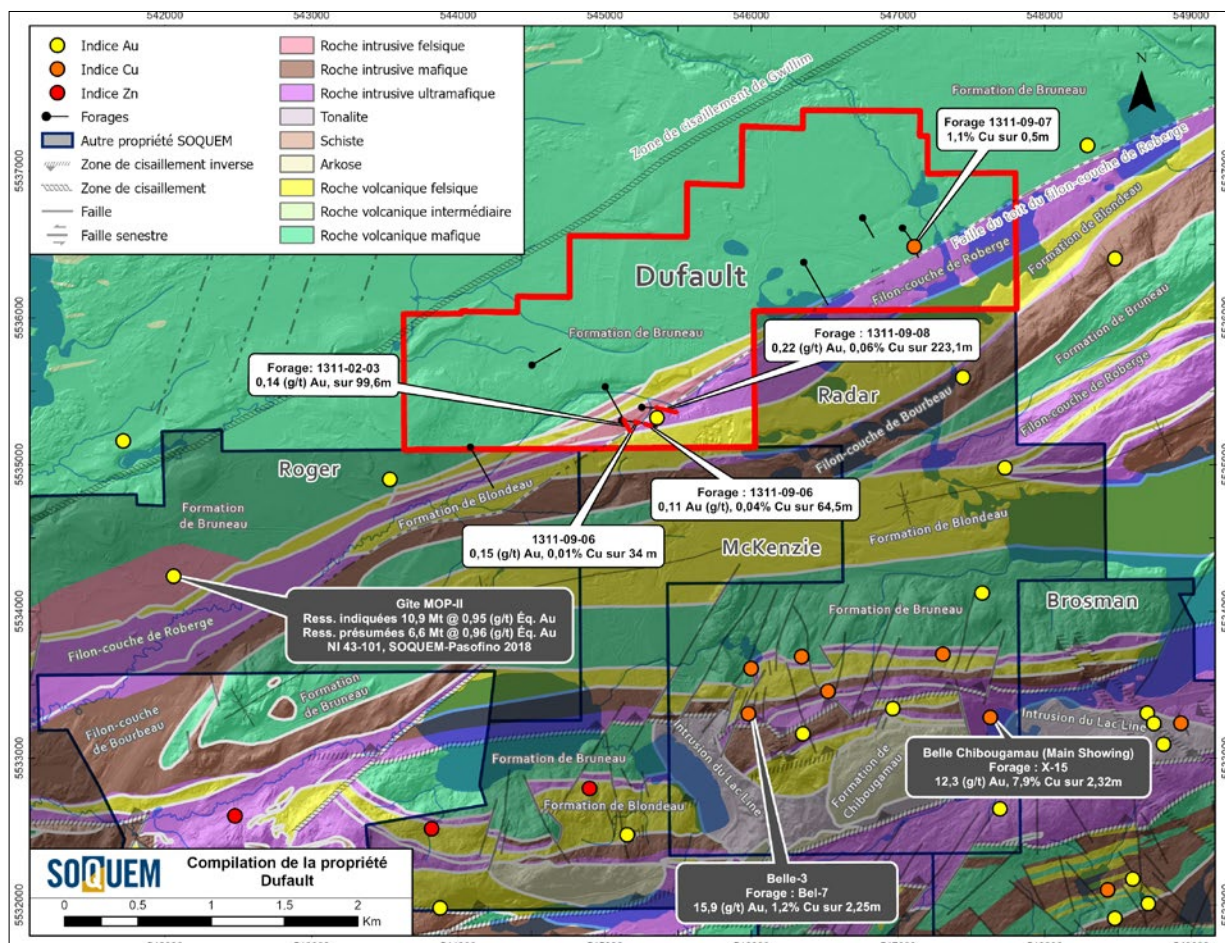 542000
543000
544000
545000
546000
547000
548000
549000
Indice Au
Indice Cu
Indice Zn
Forages
Autre propriété SOQUEM
Zone de cisaillement inverse
Zone de cisaillement
Faille
Faille senestre
Roche intrusive felsique
Roche intrusive mafique
Roche intrusive ultramafique
Tonalite
Schiste
Arkose
Roche volcanique felsique
Roche volcanique intermédiaire
Roche volcanique mafique
Zone de cisaillement de Gwillim
Formation de Bruneau
N
Forage 1311-09-07
1,1% Cu sur 0,5m
5537000
5537000
Faille du toit du filon-couche de Roberge
Filon-couche de Roberge
Formation de Blondeau
Dufault
Formation de Bruneau
5536000
5536000
Formation de Bruneau
Forage : 1311-09-08
0,22 (g/t) Au, 0,06% Cu sur 223,1m
Forage: 1311-02-03
0,14 (g/t) Au, sur 99,6m
Radar
Filon-couche de Roberge
Filon-couche de Bourbeau
5535000
5535000
Roger
Formation de Blondeau
Formation
de Bruneau
Forage : 1311-09-06
0,11 Au (g/t), 0,04% Cu sur 64,5m
1311-09-06
0,15 (g/t) Au, 0,01% Cu sur 34 m
McKenzie
Formation de Blondeau
5534000
5534000
Gîte MOP-II
Ress. indiquées 10,9 Mt @ 0,95 (g/t) Éq. Au
Ress. présumées 6,6 Mt @ 0,96 (g/t) Éq. Au
NI 43-101, SOQUEM-Pasofino 2018
Formation de Bruneau
Brosman
Filon-couche de Roberge
Formation
de Bruneau
Filon-couche
de Bourbeau
Intrusion du Lac Line
Intrusion du Lac Line
5533000
5533000
Formation de Bruneau
Formation de
Chibougamau
Belle Chibougamau (Main Showing)
Forage : X-15
12,3 (g/t) Au, 7,9% Cu sur 2,32m
Formation de Blondeau
Belle-3
Forage : Bel-7
15,9 (g/t) Au, 1,2% Cu sur 2,25m
SOQUEM
Compilation de la propriété
Dufault
0 0,5 1 1,5 2
Km
5532000
5532000